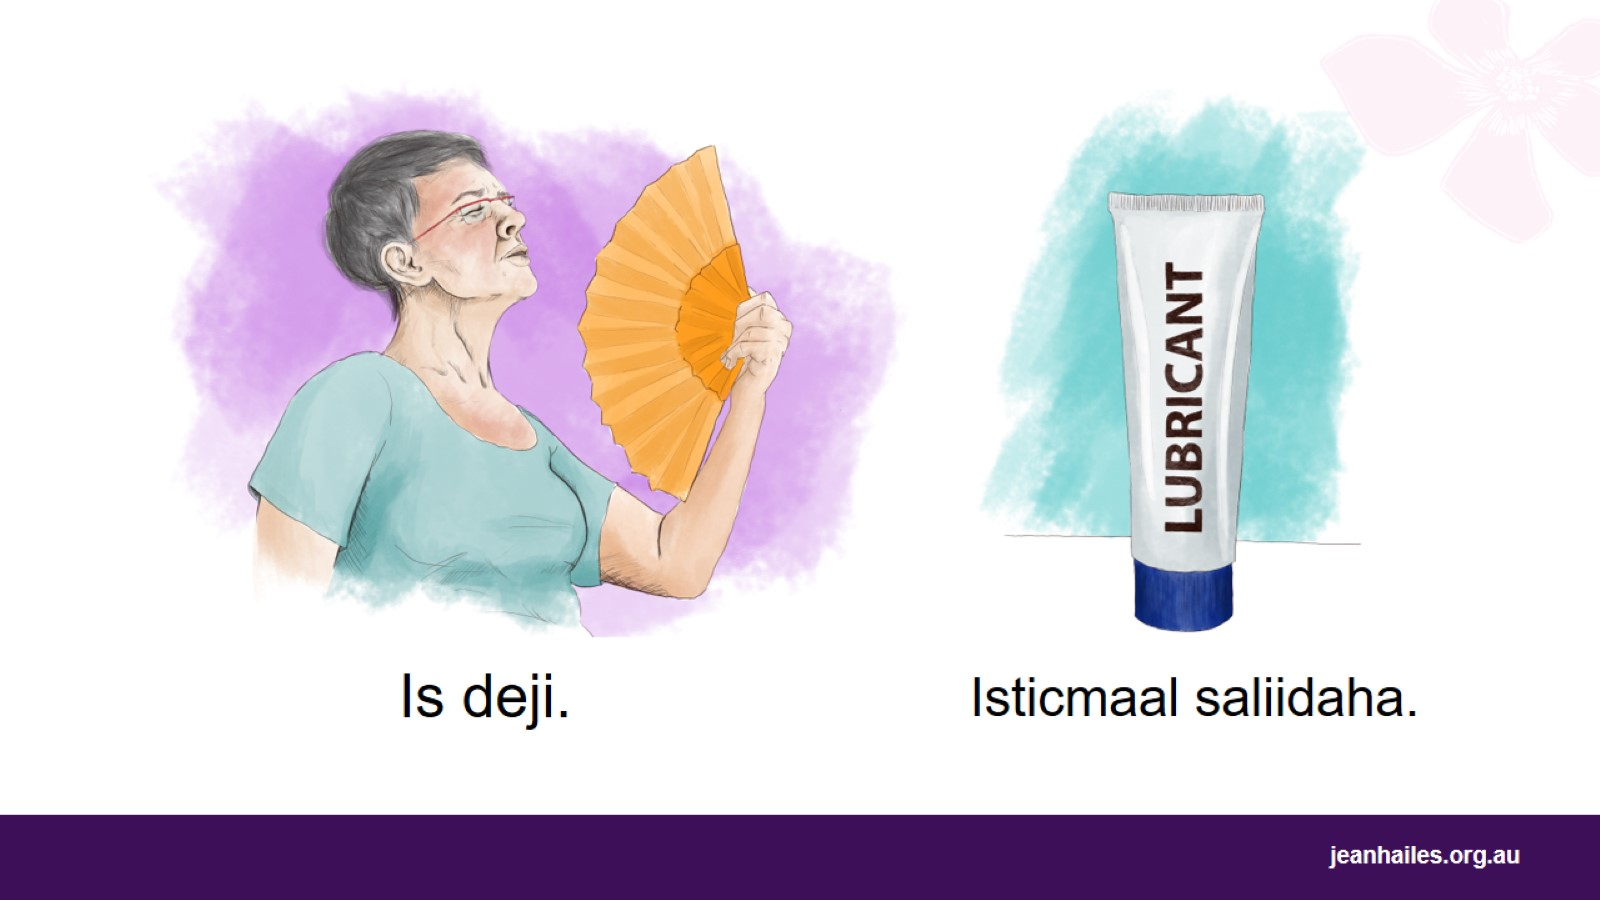 LUBRICANT
Is deji.
Isticmaal saliidaha.
jeanhailes.org.au